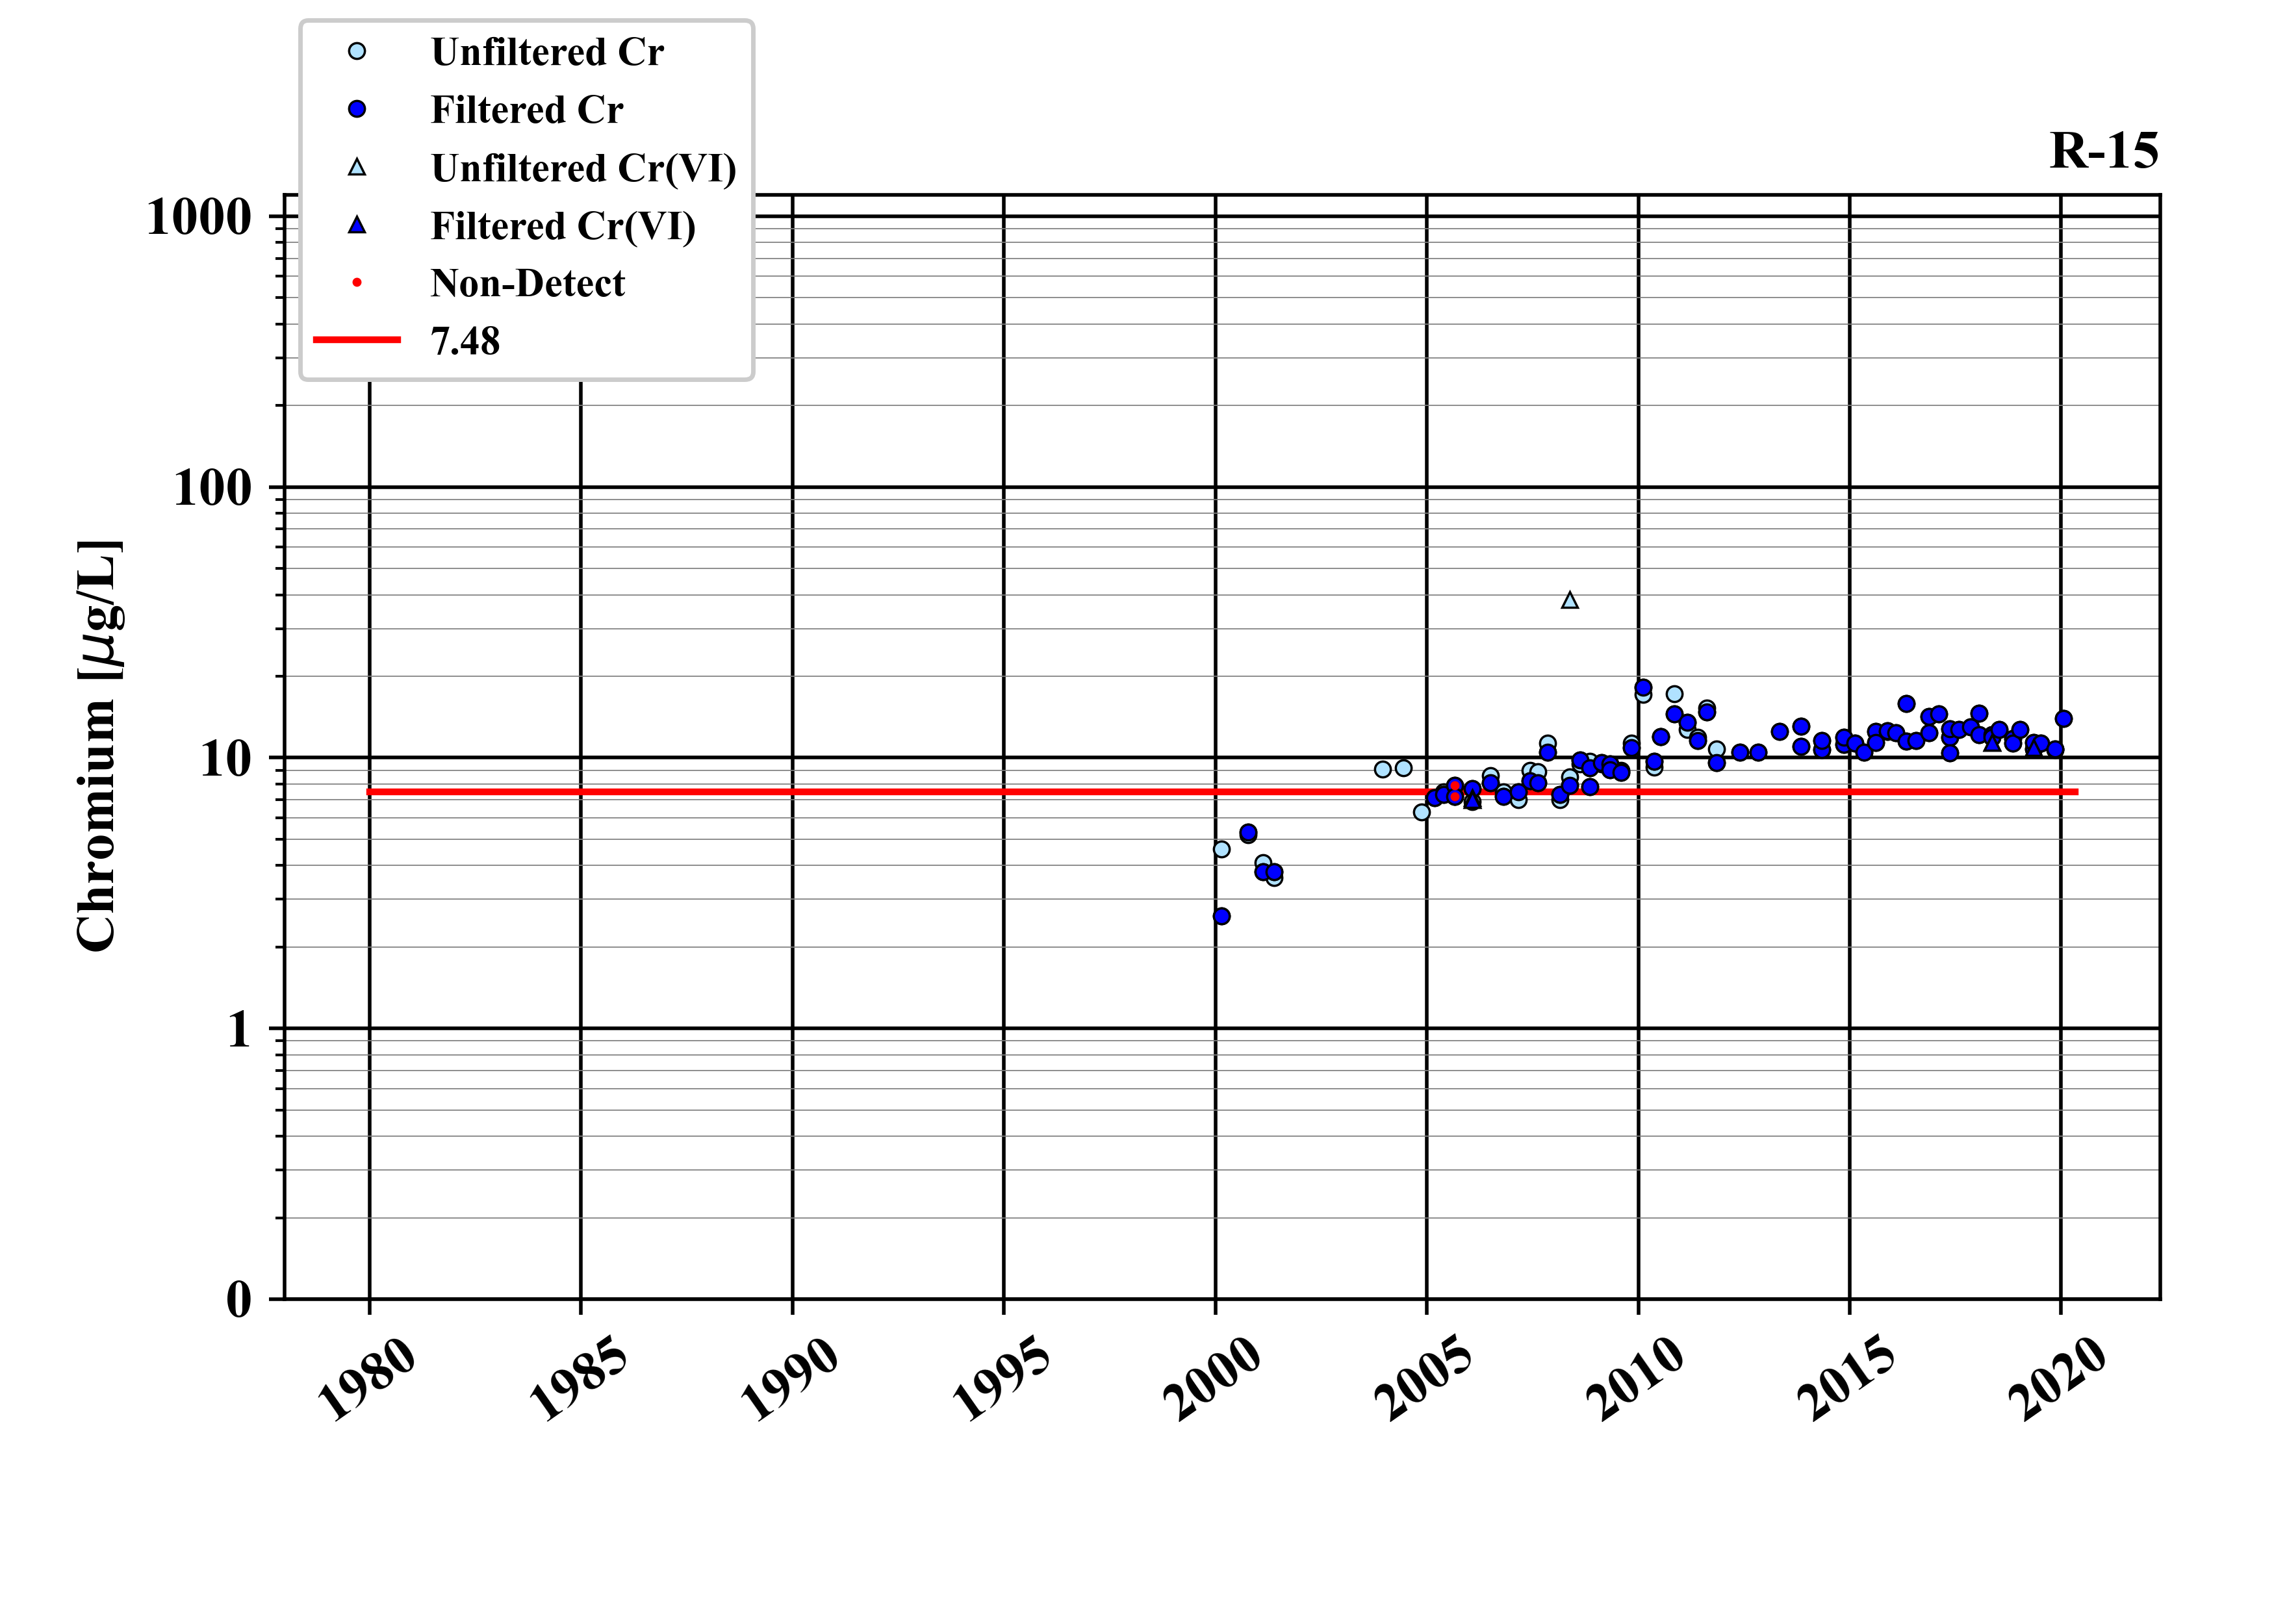 Unfiltered Cr
Filtered Cr
Unfiltered Cr(VI)
Filtered Cr(VI)
Non-Detect
7.48
R-15
1000
100
10
1
0
Chromium [μg/L]
1980 1985 1990 1995 2000 2005 2010 2015 2020